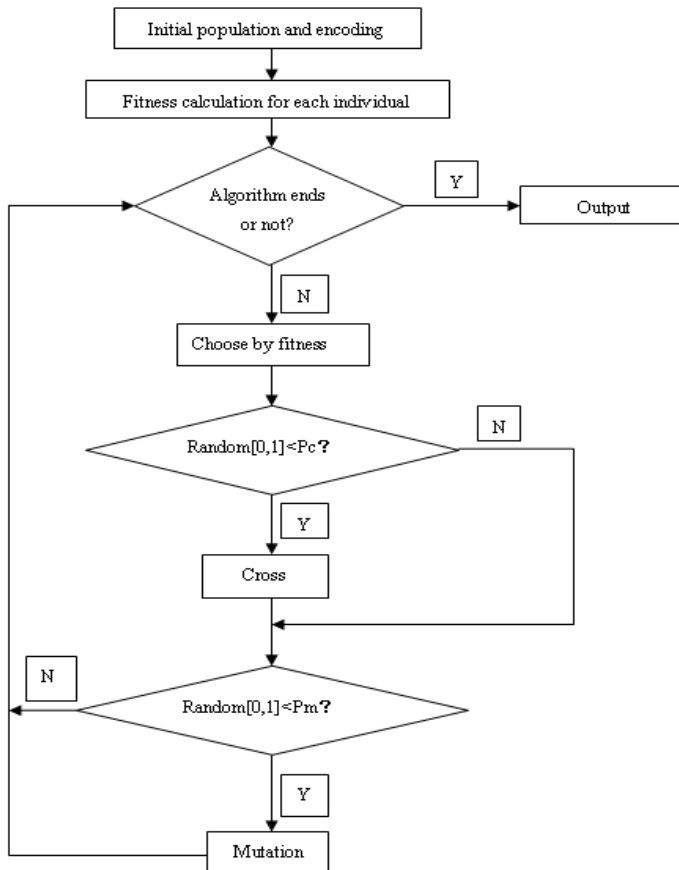 Initial population and encoding
Fitness calculation for each individual
Algorithm ends
or not?
Y
Output
N
Choose by fitness
Random[0,1]<Pc?
N
Y
Cross
N
Random[0,1]<Pm?
Y
Mutation